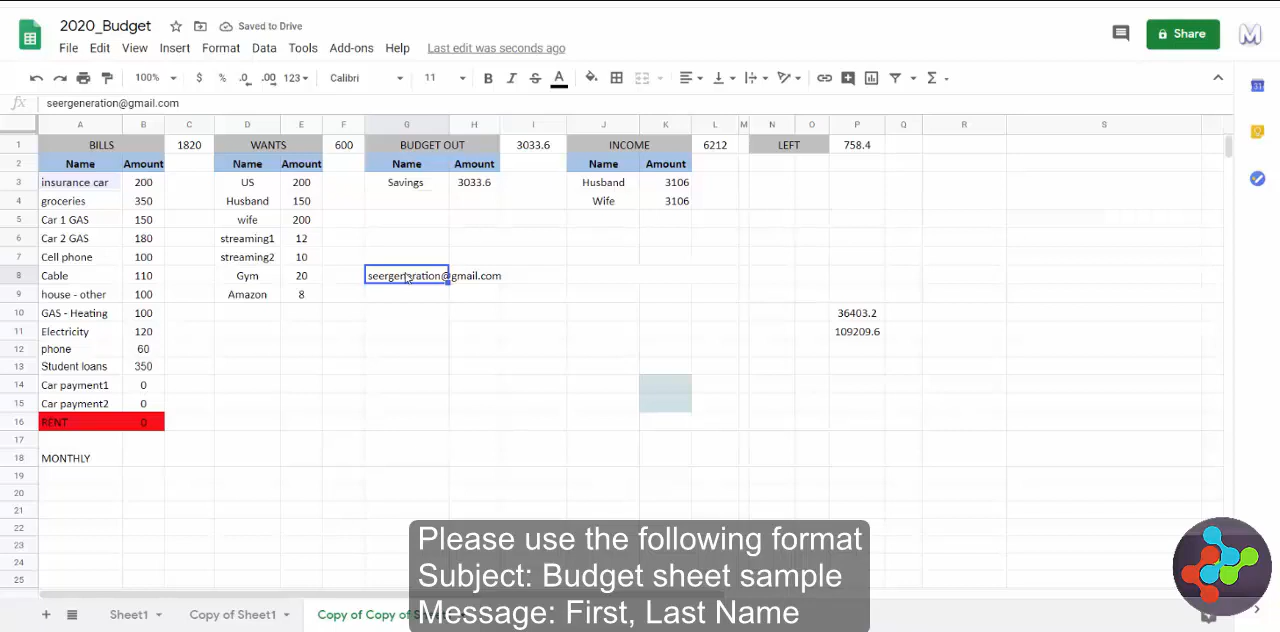 2020_Budget Saved to Drive
File Edit View Insert Format Data Tools Add-ons Help Last edit was seconds ago
Share
100% $ % .0 .00 123 Calibri 11 B I S A Σ
fx seergeneration@gmail.com
31
A B C D E F G H I J K L M N O P Q R S
1 BILLS 1820 WANTS 600 BUDGET OUT 3033.6 INCOME 6212 LEFT 758.4
2 Name Amount Name Amount Name Amount Name Amount
3 insurance car 200 US 200 Savings 3033.6 Husband 3106
4 groceries 350 Husband 150 Wife 3106
5 Car 1 GAS 150 wife 200
6 Car 2 GAS 180 streaming1 12
7 Cell phone 100 streaming2 10
8 Cable 110 Gym 20 seergeneration@gmail.com
9 house - other 100 Amazon 8
10 GAS - Heating 100 36403.2
11 Electricity 120 109209.6
12 phone 60
13 Student loans 350
14 Car payment1 0
15 Car payment2 0
16 RENT 0
17
18 MONTHLY
19
20
21
22
23
24
25
Please use the following format
Subject: Budget sheet sample
Message: First, Last Name
+ Sheet1 Copy of Sheet1 Copy of Copy of